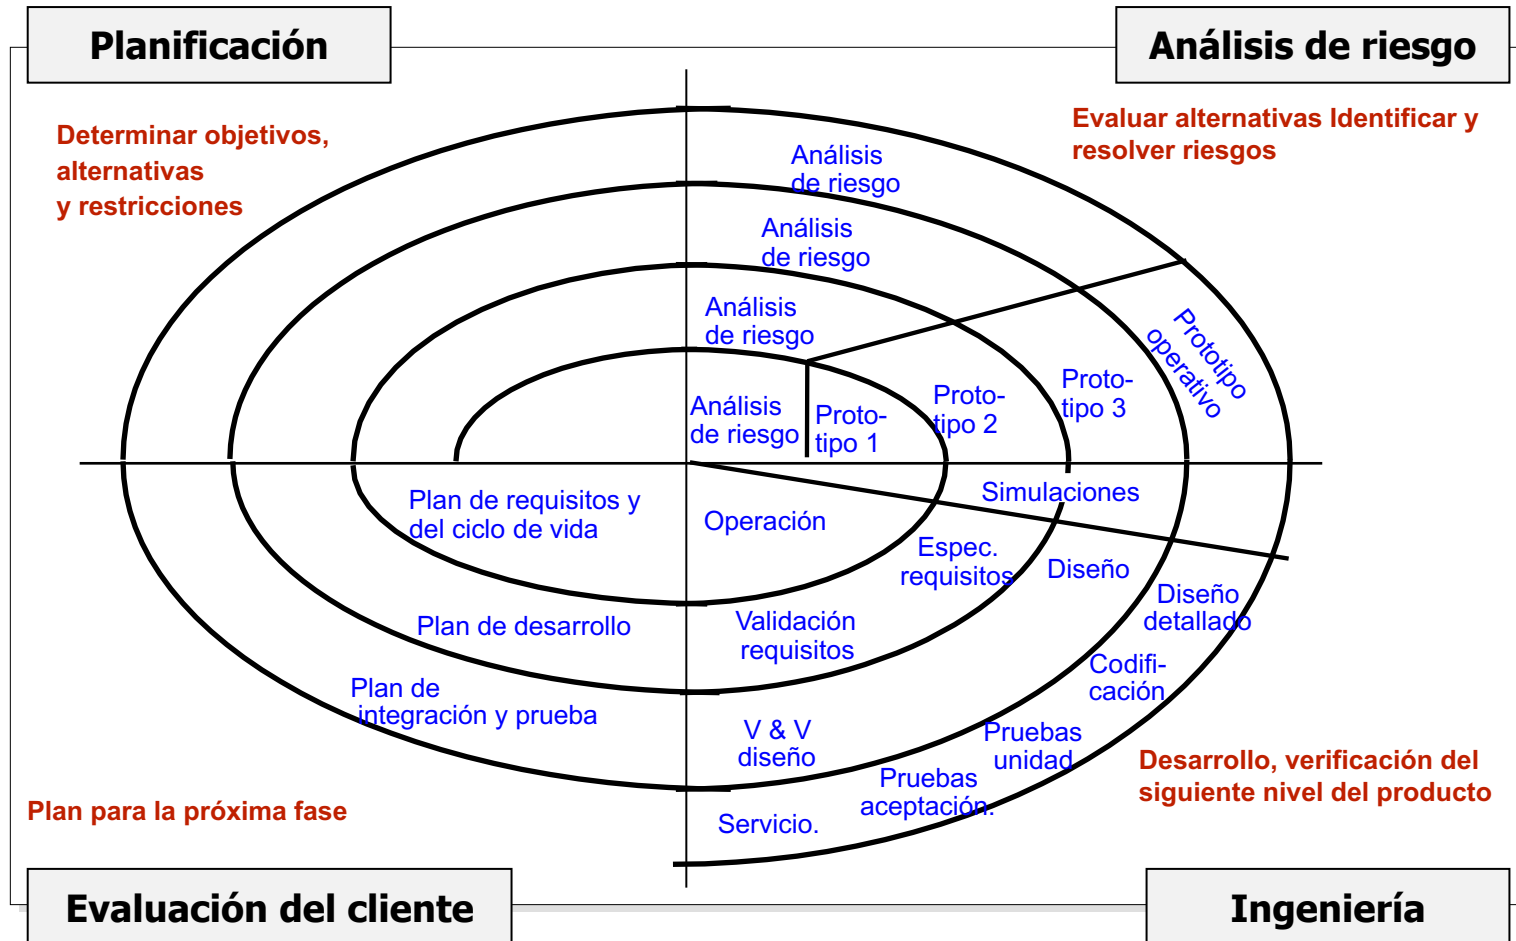 Planificación
Análisis de riesgo
Determinar objetivos,
alternativas
y restricciones
Evaluar alternativas Identificar y
resolver riesgos
Análisis
de riesgo
Análisis
de riesgo
Análisis
de riesgo
Análisis
de riesgo
Proto-
tipo 1
Proto-
tipo 2
Proto-
tipo 3
Prototipo
operativo
Simulaciones
Plan de requisitos y
del ciclo de vida
Operación
Espec.
requisitos
Diseño
Diseño
detallado
Plan de desarrollo
Validación
requisitos
Codifi-
cación
Plan de
integración y prueba
V & V
diseño
Pruebas
unidad
Pruebas
aceptación.
Servicio.
Desarrollo, verificación del
siguiente nivel del producto
Plan para la próxima fase
Evaluación del cliente
Ingeniería